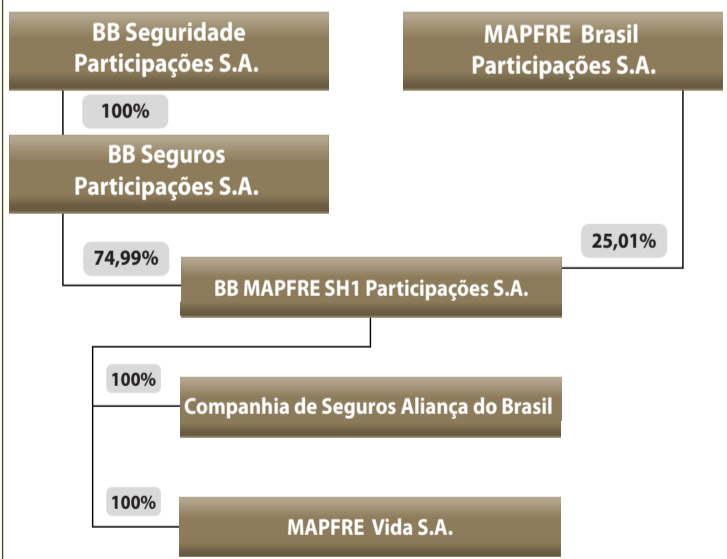 BB Seguridade
Participações S.A.
MAPFRE Brasil
Participações S.A.
100%
BB Seguros
Participações S.A.
74,99%
25,01%
BB MAPFRE SH1 Participações S.A.
100%
Companhia de Seguros Aliança do Brasil
100%
MAPFRE Vida S.A.